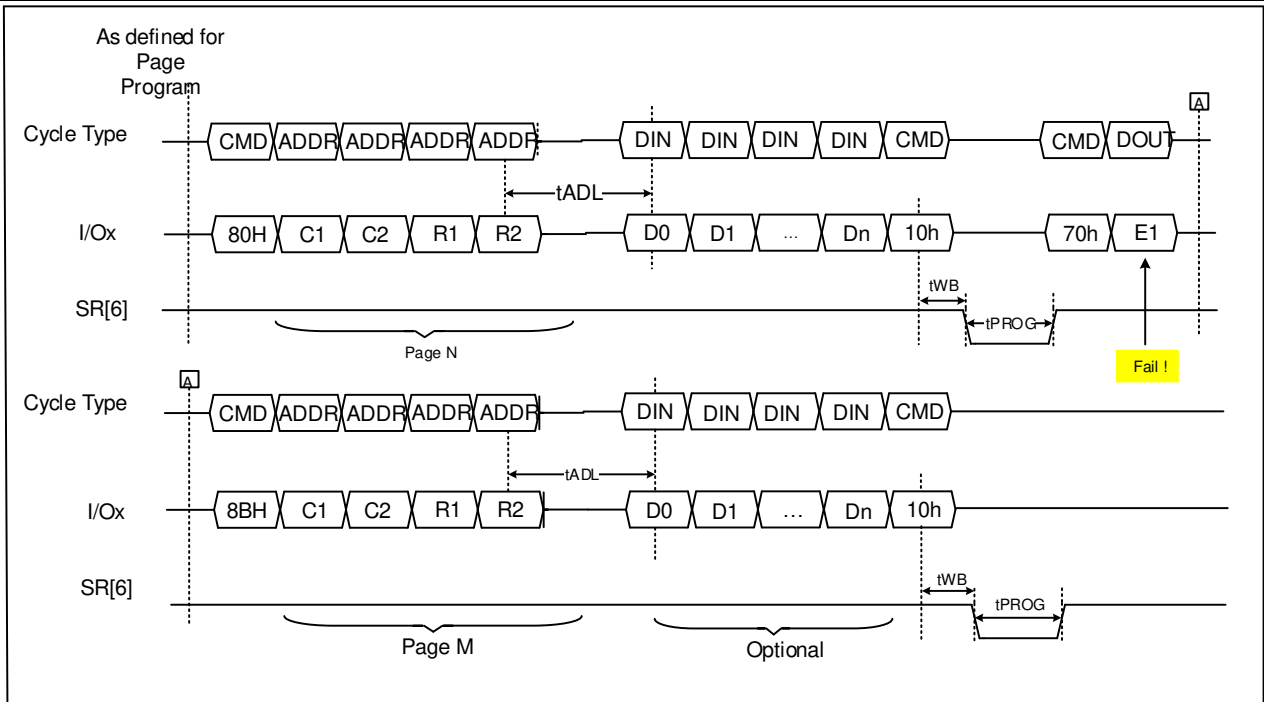 As defined for
Page
Program
A
Cycle Type CMD ADDR ADDR ADDR ADDR DIN DIN DIN DIN CMD CMD DOUT
tADL
I/Ox 80H C1 C2 R1 R2 D0 D1 ... Dn 10h 70h E1
tWB
SR[6]
tPROG
Page N
Fail !
A
Cycle Type CMD ADDR ADDR ADDR ADDR DIN DIN DIN DIN CMD
tADL
I/Ox 8BH C1 C2 R1 R2 D0 D1 ... Dn 10h
tWB
SR[6]
tPROG
Page M Optional